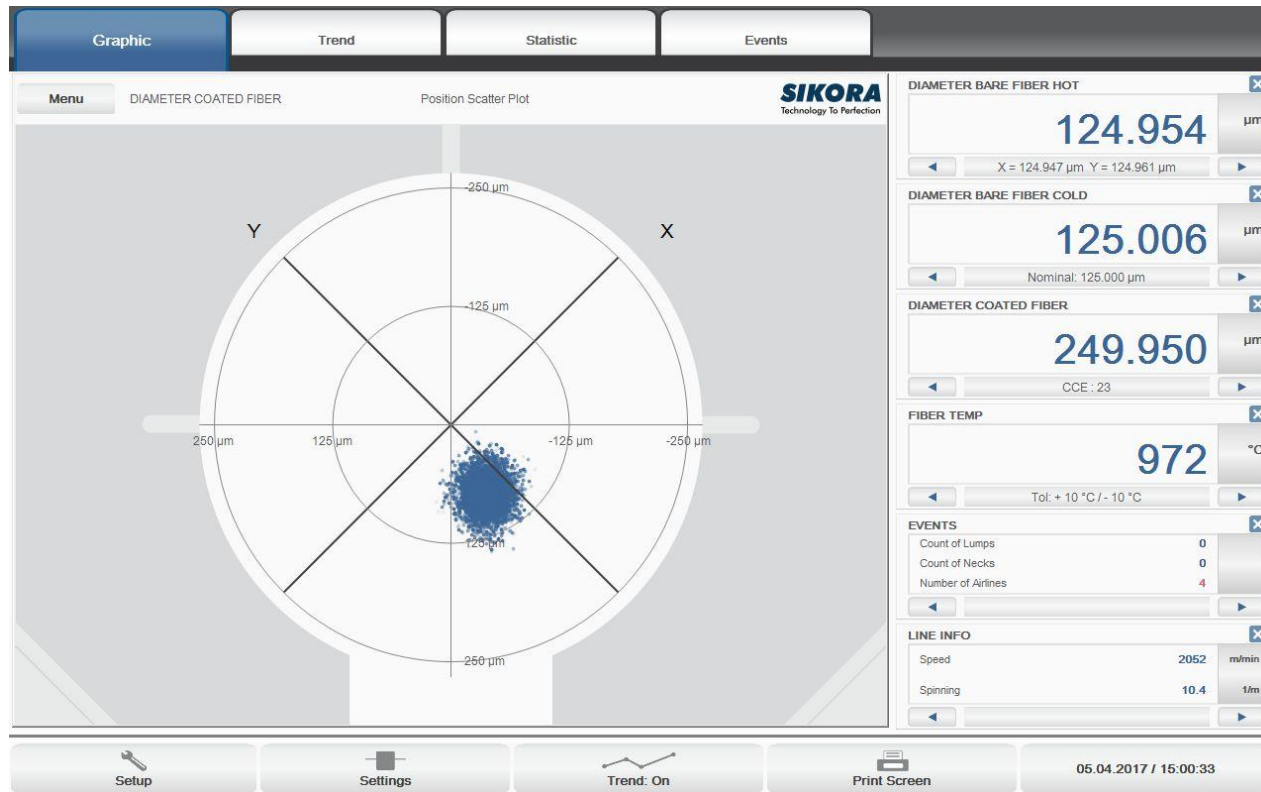 Graphic
Trend
Statistic
Events
Menu
DIAMETER COATED FIBER
Position Scatter Plot
SIKORA
Technology To Perfection
-250 µm
Y
X
-125 µm
250 µm
125 µm
-125 µm
-250 µm
125 µm
250 µm
DIAMETER BARE FIBER HOT
124.954
µm
X = 124.947 µm Y = 124.961 µm
DIAMETER BARE FIBER COLD
125.006
µm
Nominal: 125.000 µm
DIAMETER COATED FIBER
249.950
µm
CCE : 23
FIBER TEMP
972
°C
Tol: + 10 °C / - 10 °C
EVENTS
Count of Lumps 0
Count of Necks 0
Number of Airlines 4
LINE INFO
Speed 2052 m/min
Spinning 10.4 1/m
Setup
Settings
Trend: On
Print Screen
05.04.2017 / 15:00:33